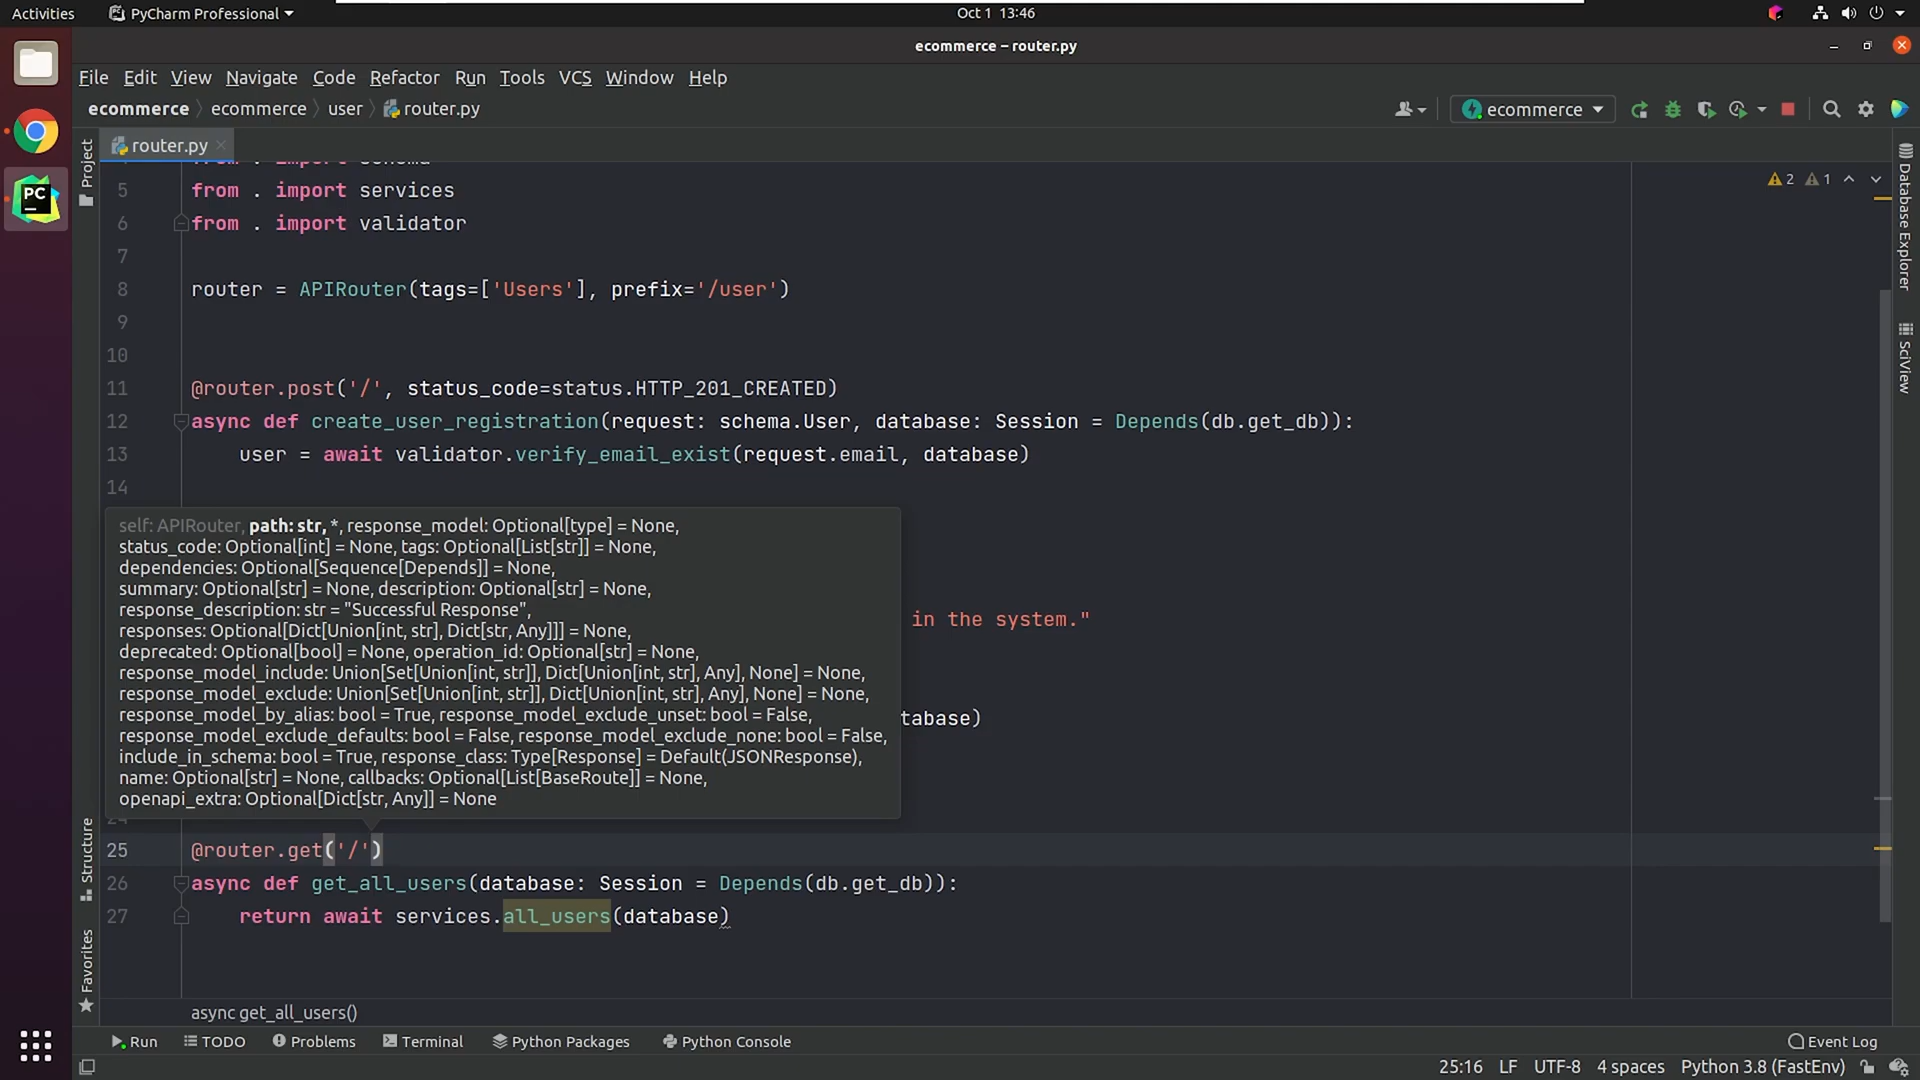 Activities
PyCharm Professional
Oct 1 13:46
ecommerce – router.py
File Edit View Navigate Code Refactor Run Tools VCS Window Help
ecommerce ecommerce user router.py
ecommerce
Project
router.py
2 1
Database Explorer
SciView
5 from . import services
6 from . import validator
7
8 router = APIRouter(tags=['Users'], prefix='/user')
9
10
11 @router.post('/', status_code=status.HTTP_201_CREATED)
12 async def create_user_registration(request: schema.User, database: Session = Depends(db.get_db)):
13 user = await validator.verify_email_exist(request.email, database)
14
self: APIRouter, path: str, *, response_model: Optional[type] = None,
status_code: Optional[int] = None, tags: Optional[List[str]] = None,
dependencies: Optional[Sequence[Depends]] = None,
summary: Optional[str] = None, description: Optional[str] = None,
response_description: str = "Successful Response",
in the system."
responses: Optional[Dict[Union[int, str], Dict[str, Any]]] = None,
deprecated: Optional[bool] = None, operation_id: Optional[str] = None,
response_model_include: Union[Set[Union[int, str]], Dict[Union[int, str], Any], None] = None,
response_model_exclude: Union[Set[Union[int, str]], Dict[Union[int, str], Any], None] = None,
response_model_by_alias: bool = True, response_model_exclude_unset: bool = False,
tabase)
response_model_exclude_defaults: bool = False, response_model_exclude_none: bool = False,
include_in_schema: bool = True, response_class: Type[Response] = Default(JSONResponse),
name: Optional[str] = None, callbacks: Optional[List[BaseRoute]] = None,
openapi_extra: Optional[Dict[str, Any]] = None
25 @router.get('/')
26 async def get_all_users(database: Session = Depends(db.get_db)):
27 return await services.all_users(database)
Structure
Favorites
async get_all_users()
Run TODO Problems Terminal Python Packages Python Console Event Log
25:16 LF UTF-8 4 spaces Python 3.8 (FastEnv)